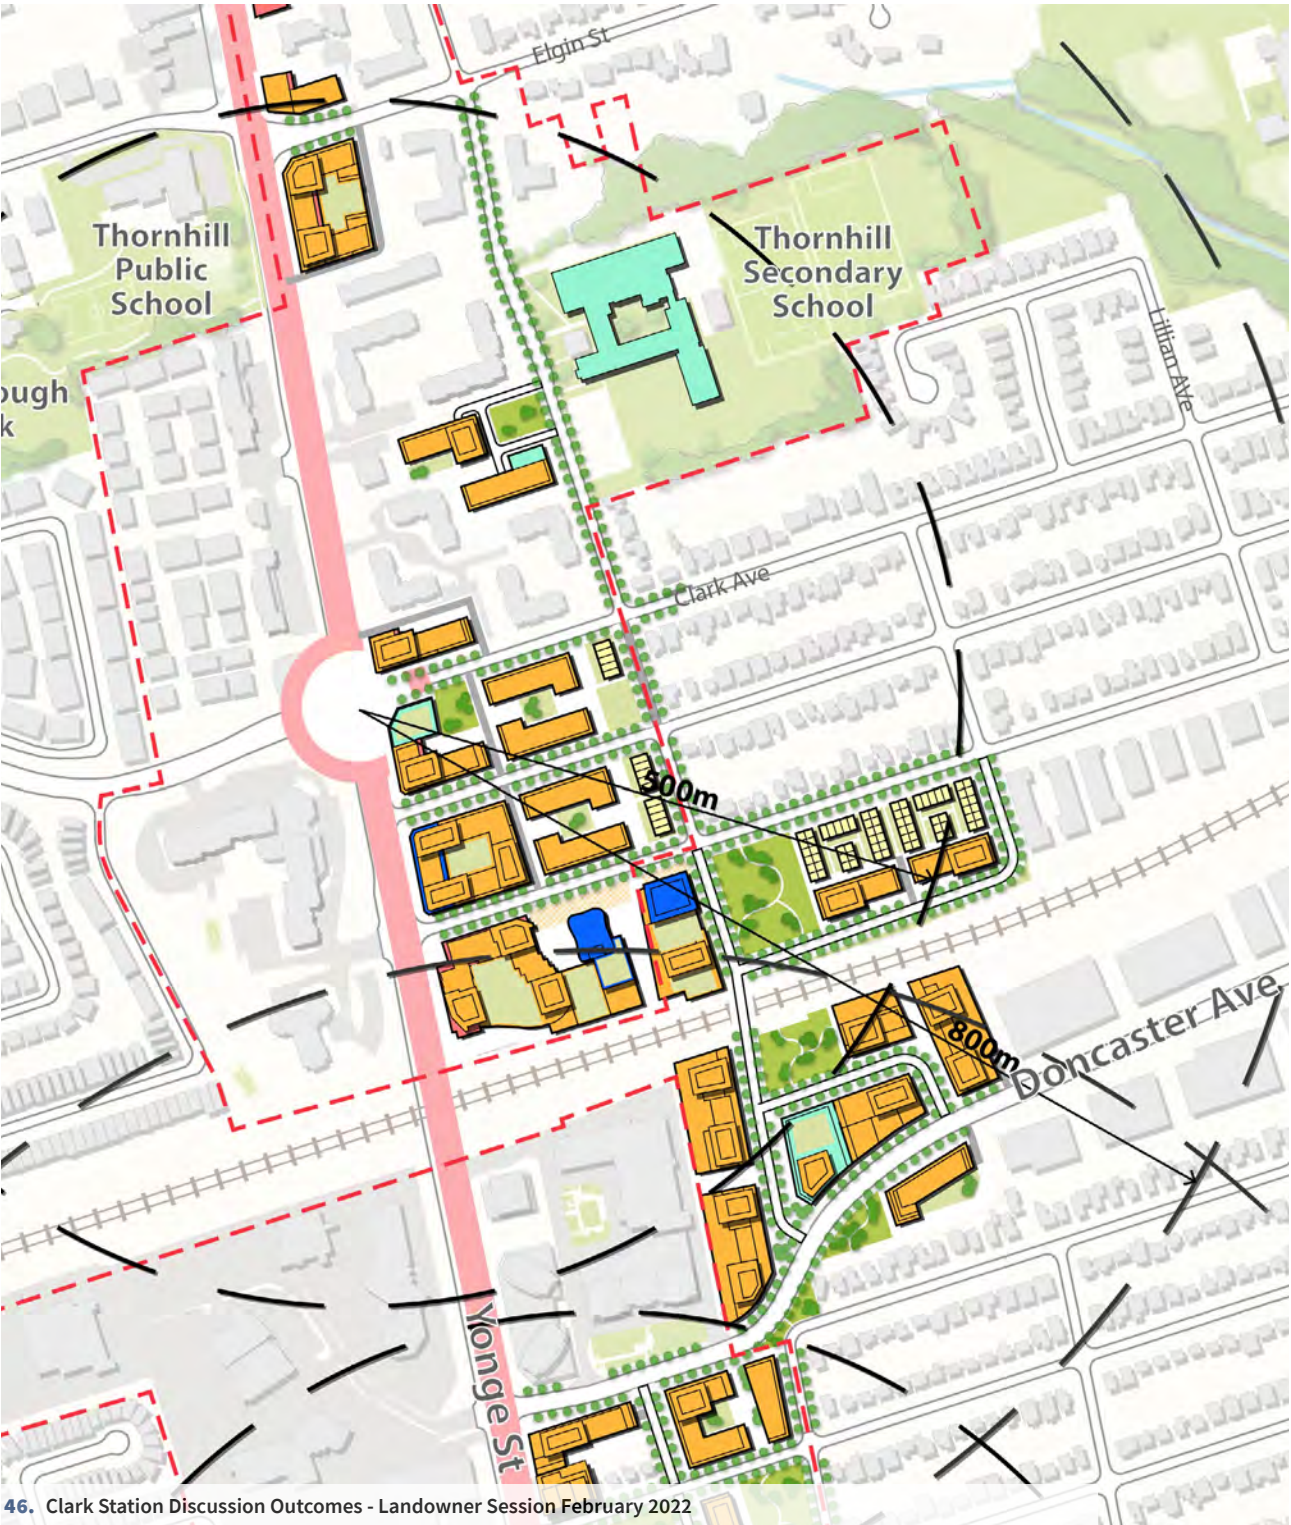 Elgin St
Thornhill
Public
School
Thornhill
Secondary
School
Lillian Ave
ough
k
Clark Ave
500m
800m
Doncaster Ave
Yonge St
46. Clark Station Discussion Outcomes - Landowner Session February 2022